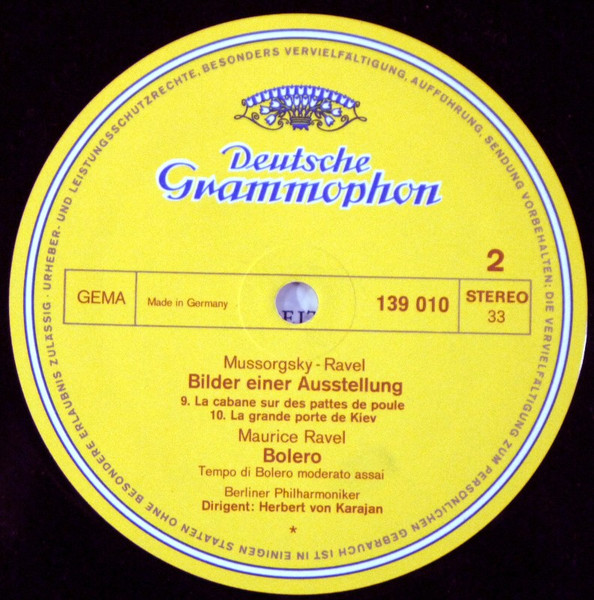 Deutsche
Grammophon
2
GEMA
Made in Germany
139 010
STEREO
33
Mussorgsky - Ravel
Bilder einer Ausstellung
9. La cabane sur des pattes de poule
10. La grande porte de Kiev
Maurice Ravel
Bolero
Tempo di Bolero moderato assai
Berliner Philharmoniker
Dirigent: Herbert von Karajan
*
URHEBER- UND LEISTUNGSSCHUTZRECHTE, BESONDERS VERVIELFÄLTIGUNG, AUFFÜHRUNG, SENDUNG VORBEHALTEN; DIE VERVIELFÄLTIGUNG ZUM PERSÖNLICHEN GEBRAUCH IST IN EINIGEN STAATEN OHNE BESONDERE ERLAUBNIS ZULÄSSIG ·